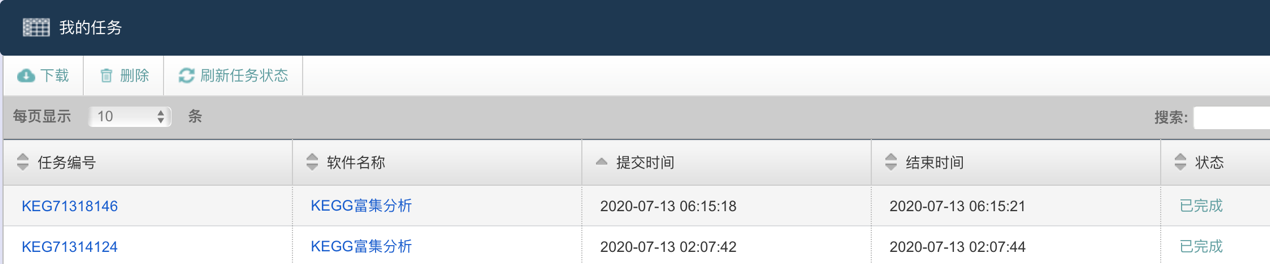 我的任务
下载 删除 刷新任务状态
每页显示 10 条 搜索:
任务编号 软件名称 提交时间 结束时间 状态
KEG71318146 KEGG富集分析 2020-07-13 06:15:18 2020-07-13 06:15:21 已完成
KEG71314124 KEGG富集分析 2020-07-13 02:07:42 2020-07-13 02:07:44 已完成